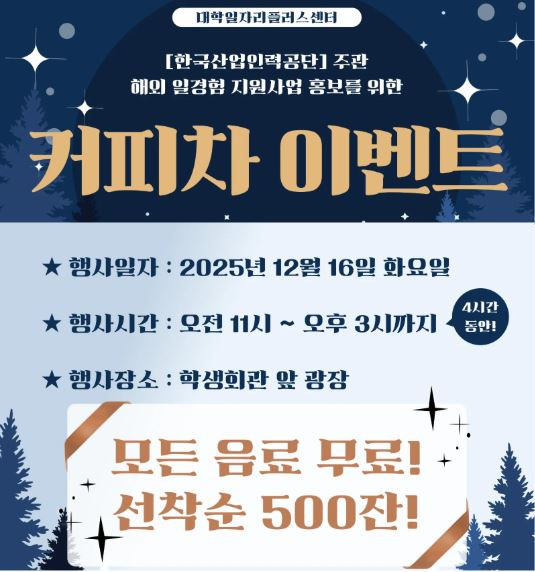 대학일자리플러스센터
[한국산업인력공단] 주관
해외 일경험 지원사업 홍보를 위한
커피차 이벤트
★ 행사일자 : 2025년 12월 16일 화요일
★ 행사시간 : 오전 11시 ~ 오후 3시까지
4시간
동안!
★ 행사장소 : 학생회관 앞 광장
모든 음료 무료!
선착순 500잔!